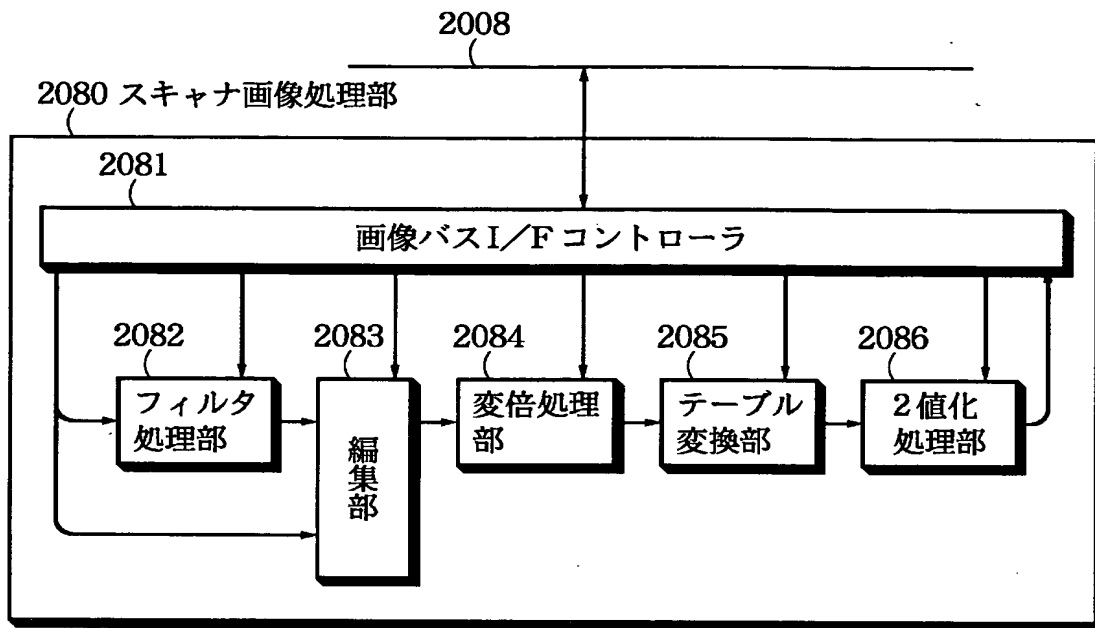 2008
2080 スキャナ画像処理部
2081
画像バスI／Fコントローラ
2082
フィルタ
処理部
2083
編集部
2084
変倍処理
部
2085
テーブル
変換部
2086
2値化
処理部